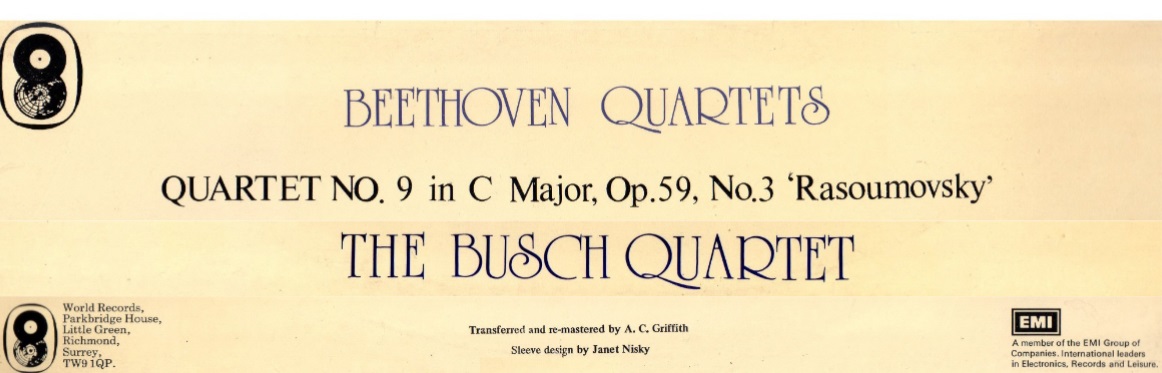 BEETHOVEN QUARTETS
QUARTET NO. 9 in C Major, Op.59, No.3 ‘Rasoumovsky’
THE BUSCH QUARTET
World Records,
Parkbridge House,
Little Green,
Richmond,
Surrey,
TW9 1QP.
Transferred and re-mastered by A. C. Griffith
Sleeve design by Janet Nisky
EMI
A member of the EMI Group of
Companies. International leaders
in Electronics, Records and Leisure.